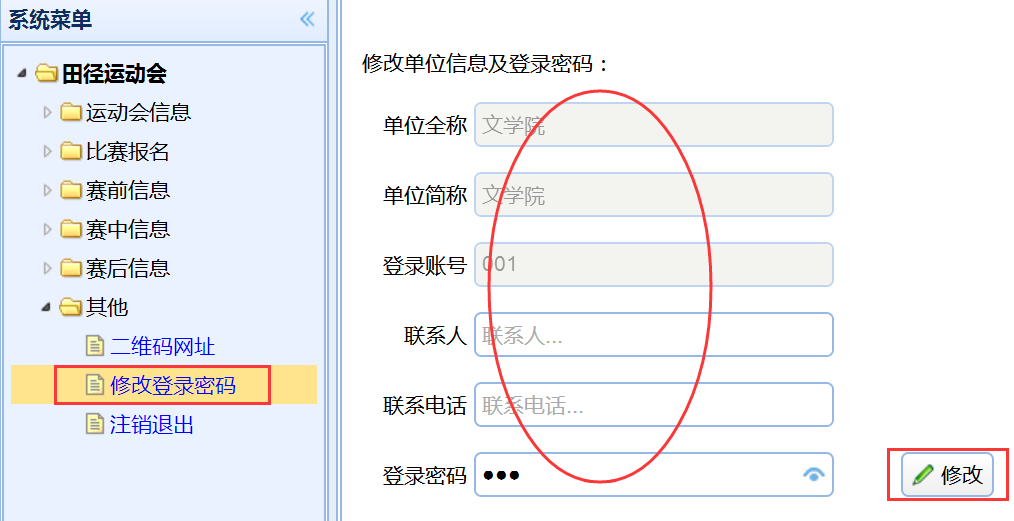 系统菜单
田径运动会
运动会信息
比赛报名
赛前信息
赛中信息
赛后信息
其他
二维码网址
修改登录密码
注销退出
修改单位信息及登录密码：
单位全称 文学院
单位简称 文学院
登录账号 001
联系人 联系人...
联系电话 联系电话...
登录密码 ●●●
修改